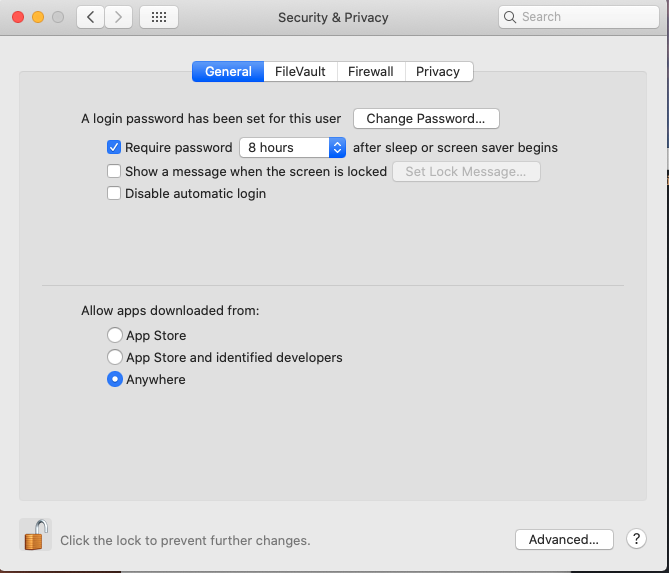 Security & Privacy
Search
General FileVault Firewall Privacy
A login password has been set for this user Change Password...
Require password 8 hours after sleep or screen saver begins
Show a message when the screen is locked Set Lock Message...
Disable automatic login
Allow apps downloaded from:
App Store
App Store and identified developers
Anywhere
Click the lock to prevent further changes.
Advanced... ?